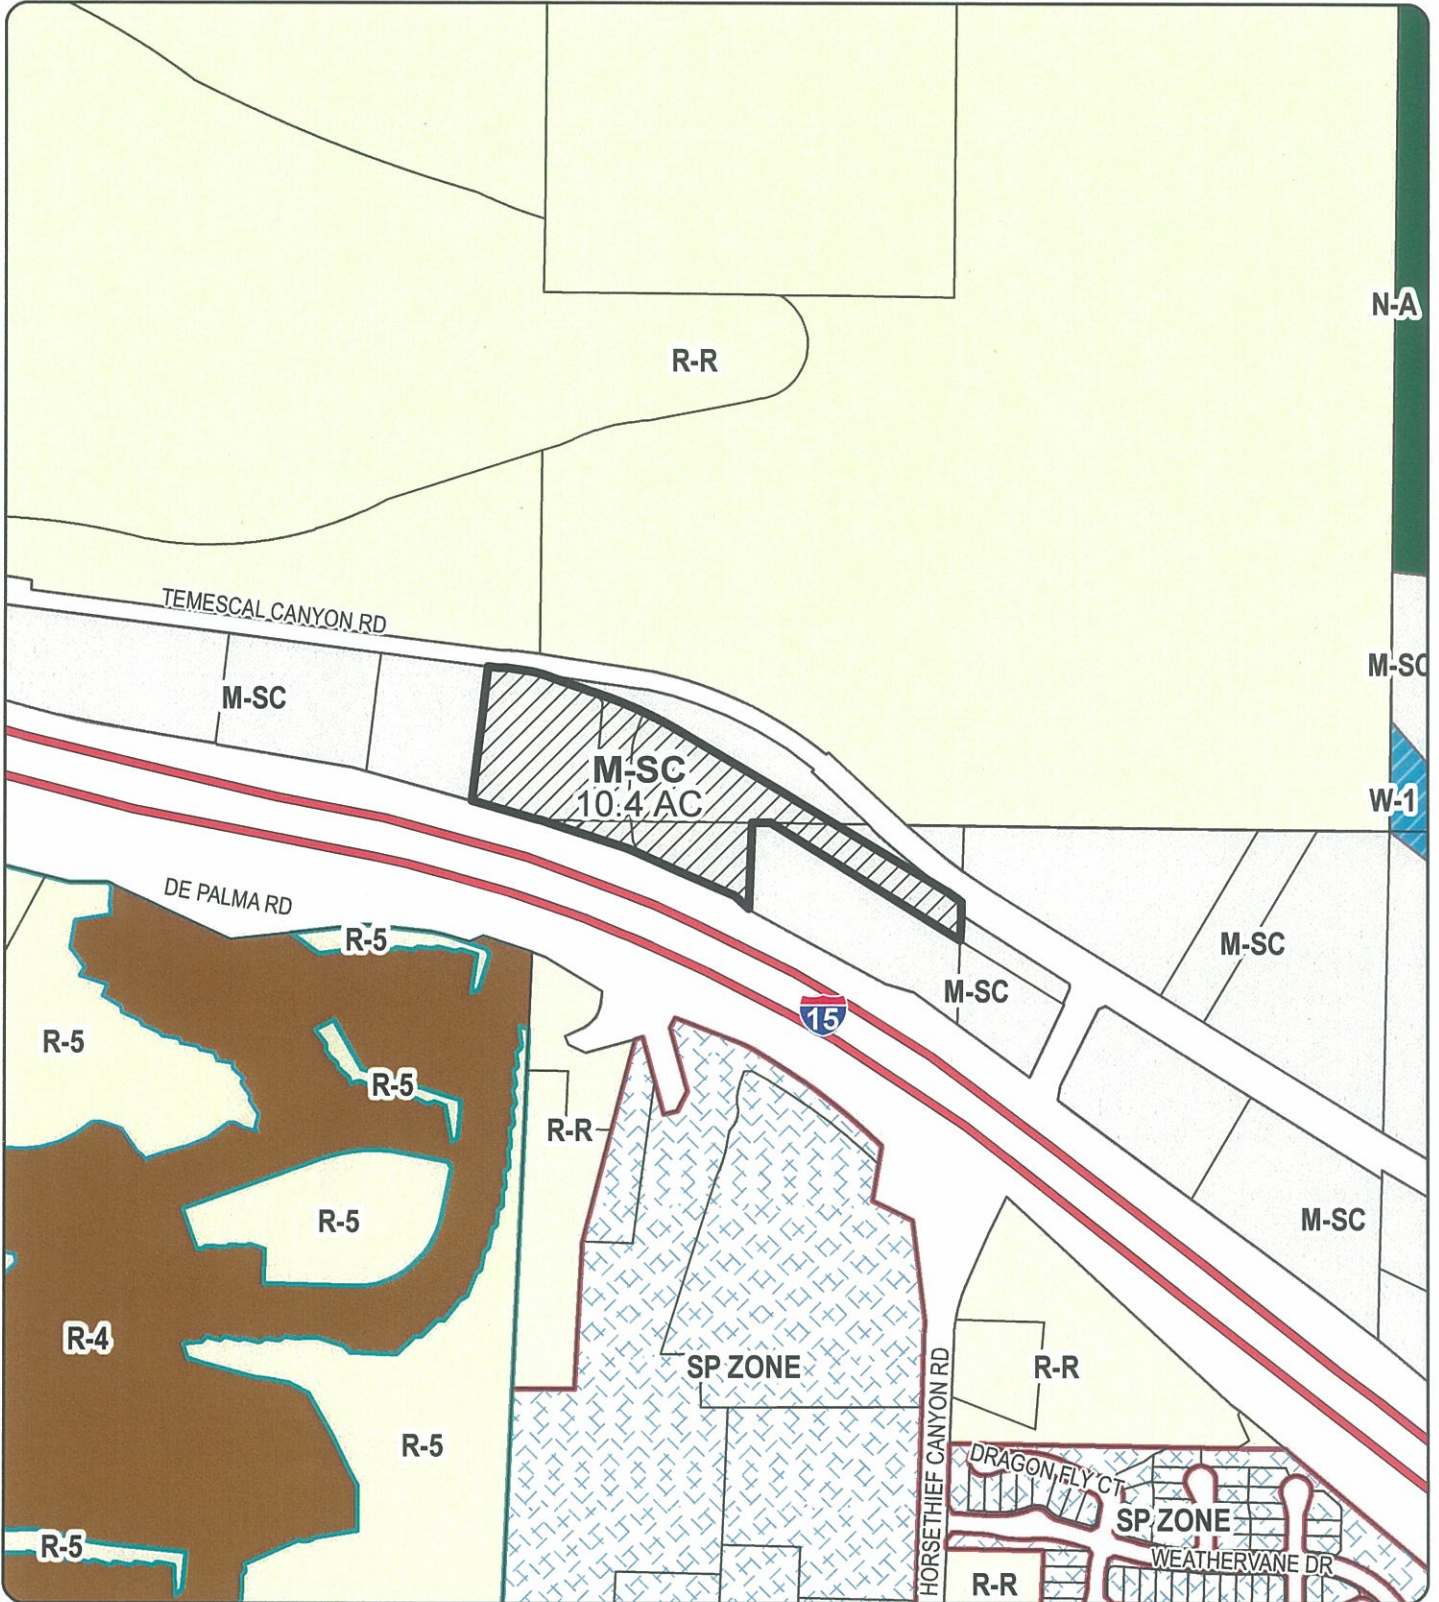 N-A
R-R
TEMESCAL CANYON RD
M-SC
M-SC
M-SC
10.4 AC
W-1
DE PALMA RD
R-5
M-SC
M-SC
15
R-5
R-5
R-R
R-5
M-SC
R-4
SP ZONE
R-R
HORSETHIEF CANYON RD
R-5
DRAGON FLY CT
SP ZONE
R-5
WEATHERVANE DR
R-R